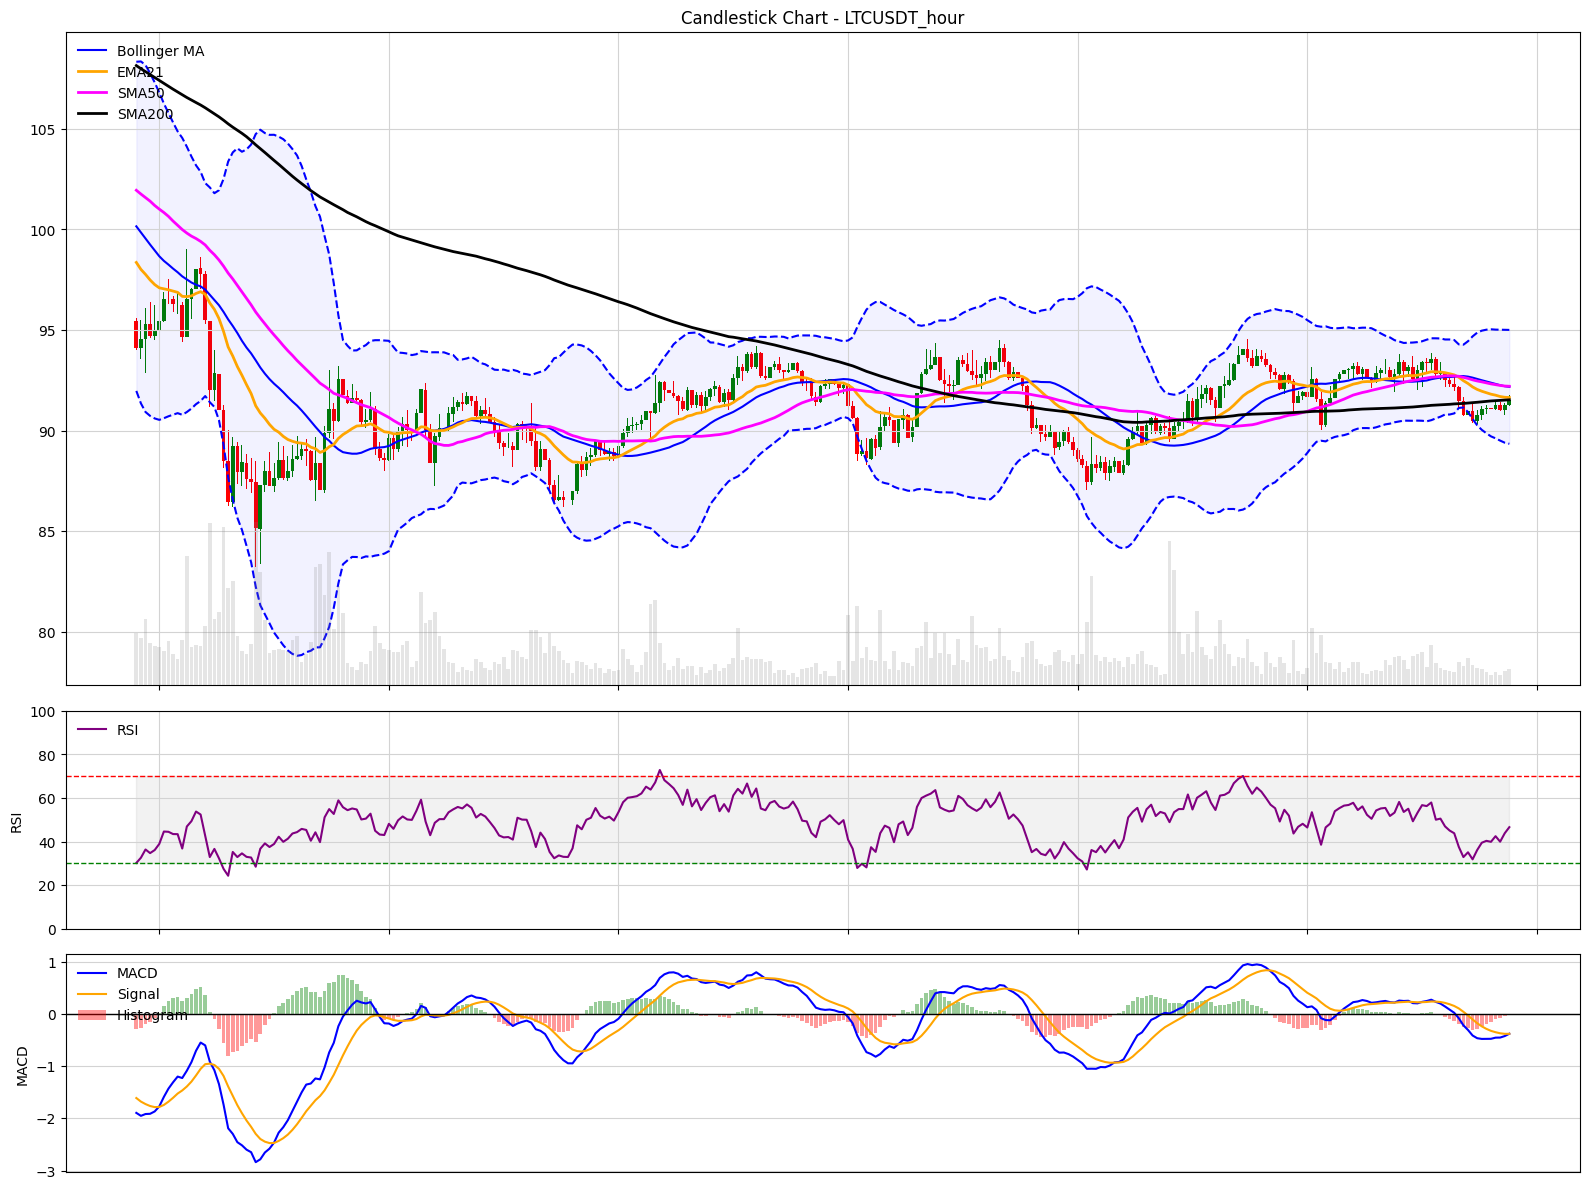 Candlestick Chart - LTCUSDT_hour
Bollinger MA
EMA21
SMA50
SMA200
105
100
95
90
85
80
RSI
100
80
60
40
20
0
RSI
MACD
Signal
Histogram
1
0
−1
−2
−3
MACD